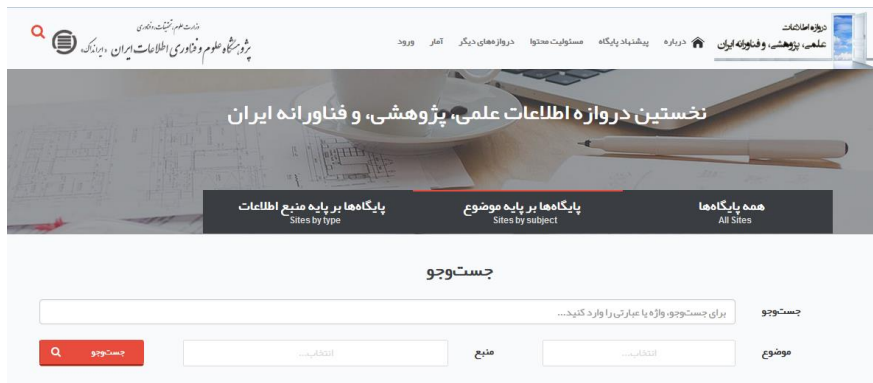 دروازه اطلاعات
علمی، پژوهشی، و فناورانه ایران
درباره
پیشنهاد پایگاه
مسئولیت محتوا
دروازه‌های دیگر
آمار
ورود
وزارت علوم، تحقیقات و فناوری
پژوهشگاه علوم و فناوری اطلاعات ایران (ایرانداک)
نخستین دروازه اطلاعات علمی، پژوهشی، و فناورانه ایران
همه پایگاه‌ها
All Sites
پایگاه‌ها بر پایه موضوع
Sites by subject
پایگاه‌ها بر پایه منبع اطلاعات
Sites by type
جست‌وجو
جست‌وجو
برای جست‌وجو، واژه یا عبارتی را وارد کنید...
موضوع
انتخاب...
منبع
انتخاب...
جست‌وجو